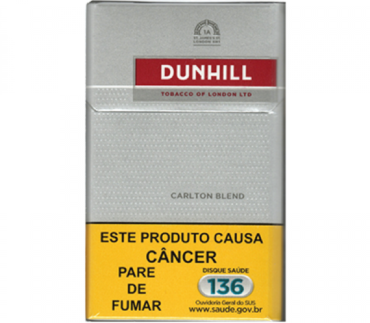 1A
DUNHILL
TOBACCO OF LONDON LTD
CARLTON BLEND
ESTE PRODUTO CAUSA
CÂNCER
PARE
DE
FUMAR
DISQUE SAÚDE
136
Ouvidoria Geral do SUS
www.saude.gov.br